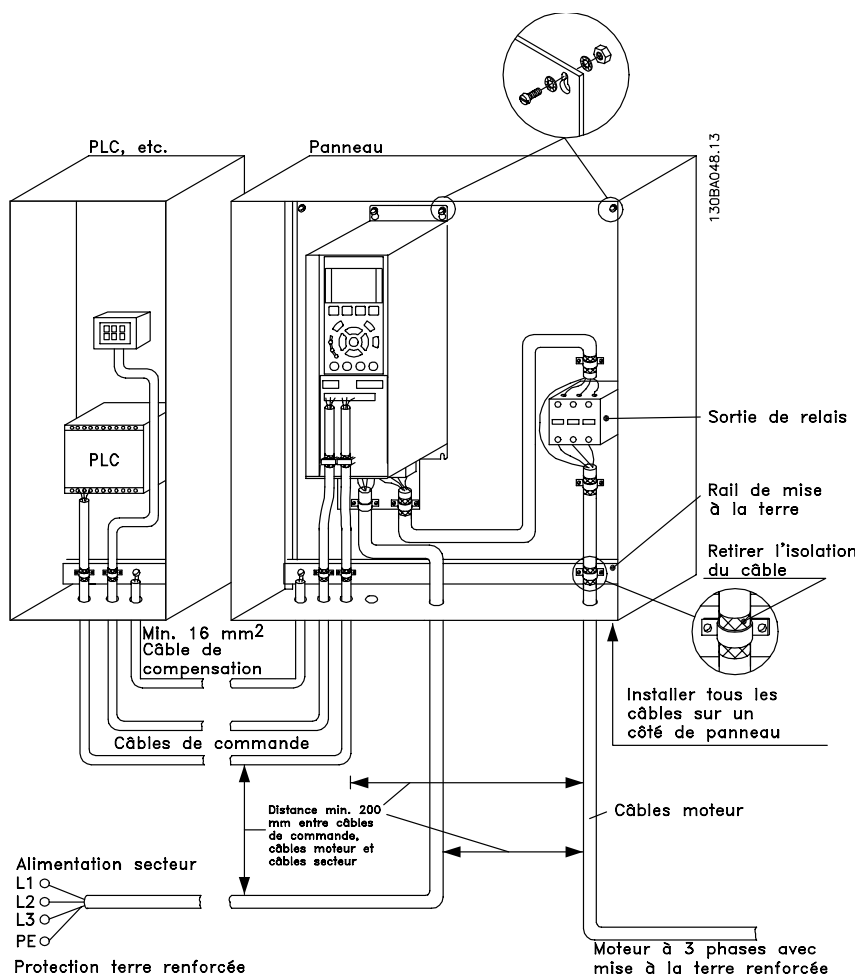 130BA048.13
PLC, etc.
Panneau
PLC
Sortie de relais
Rail de mise
à la terre
Retirer l'isolation
du câble
Min. 16 mm2
Câble de
compensation
Installer tous les
câbles sur un
côté de panneau
Câbles de commande
Distance min. 200
mm entre câbles
de commande,
câbles moteur et
câbles secteur
Câbles moteur
Alimentation secteur
L1
L2
L3
PE
Protection terre renforcée
Moteur à 3 phases avec
mise à la terre renforcée